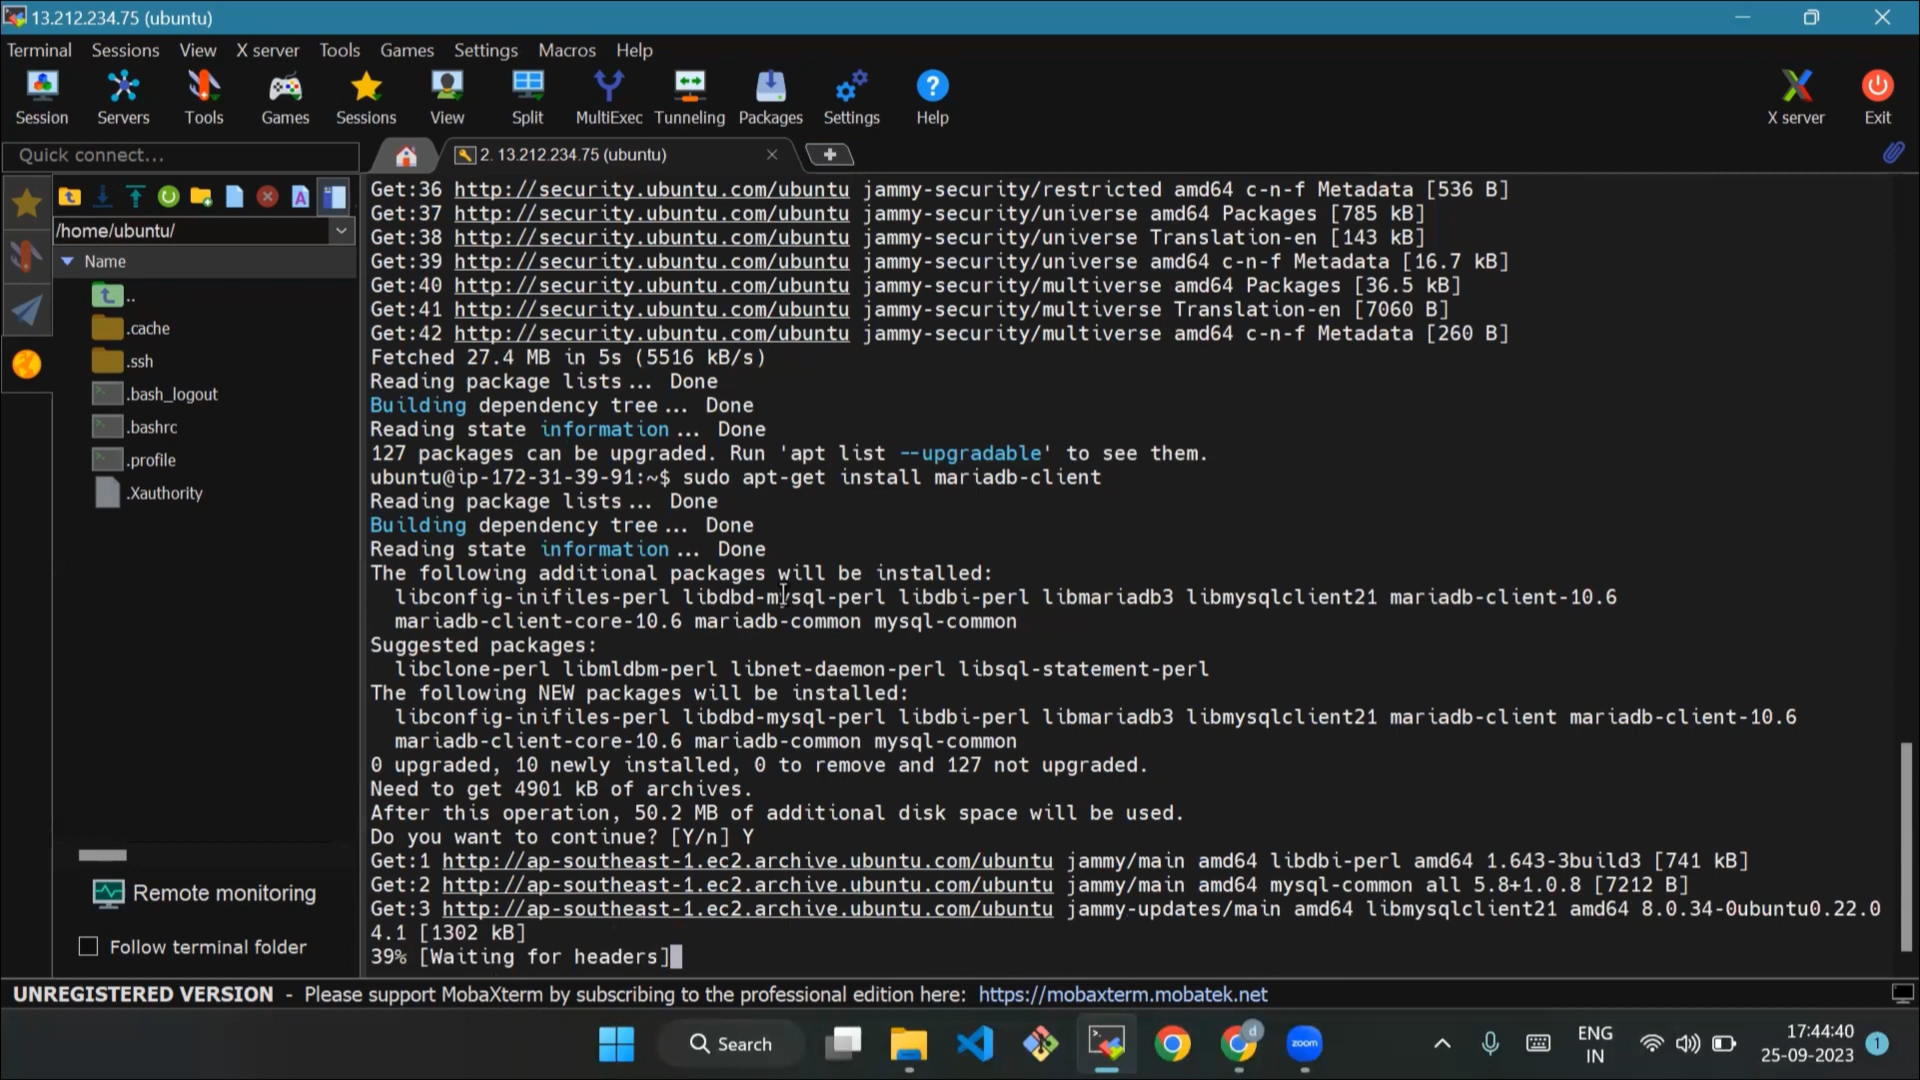 13.212.234.75 (ubuntu)
Terminal Sessions View X server Tools Games Settings Macros Help
Session Servers Tools Games Sessions View Split MultiExec Tunneling Packages Settings Help X server Exit
Quick connect...
2. 13.212.234.75 (ubuntu)
/home/ubuntu/
Name
..
.cache
.ssh
.bash_logout
.bashrc
.profile
.Xauthority
Remote monitoring
Follow terminal folder
Get:36 http://security.ubuntu.com/ubuntu jammy-security/restricted amd64 c-n-f Metadata [536 B]
Get:37 http://security.ubuntu.com/ubuntu jammy-security/universe amd64 Packages [785 kB]
Get:38 http://security.ubuntu.com/ubuntu jammy-security/universe Translation-en [143 kB]
Get:39 http://security.ubuntu.com/ubuntu jammy-security/universe amd64 c-n-f Metadata [16.7 kB]
Get:40 http://security.ubuntu.com/ubuntu jammy-security/multiverse amd64 Packages [36.5 kB]
Get:41 http://security.ubuntu.com/ubuntu jammy-security/multiverse Translation-en [7060 B]
Get:42 http://security.ubuntu.com/ubuntu jammy-security/multiverse amd64 c-n-f Metadata [260 B]
Fetched 27.4 MB in 5s (5516 kB/s)
Reading package lists... Done
Building dependency tree... Done
Reading state information... Done
127 packages can be upgraded. Run 'apt list --upgradable' to see them.
ubuntu@ip-172-31-39-91:~$ sudo apt-get install mariadb-client
Reading package lists... Done
Building dependency tree... Done
Reading state information... Done
The following additional packages will be installed:
libconfig-inifiles-perl libdbd-mysql-perl libdbi-perl libmariadb3 libmysqlclient21 mariadb-client-10.6
mariadb-client-core-10.6 mariadb-common mysql-common
Suggested packages:
libclone-perl libmldbm-perl libnet-daemon-perl libsql-statement-perl
The following NEW packages will be installed:
libconfig-inifiles-perl libdbd-mysql-perl libdbi-perl libmariadb3 libmysqlclient21 mariadb-client mariadb-client-10.6
mariadb-client-core-10.6 mariadb-common mysql-common
0 upgraded, 10 newly installed, 0 to remove and 127 not upgraded.
Need to get 4901 kB of archives.
After this operation, 50.2 MB of additional disk space will be used.
Do you want to continue? [Y/n] Y
Get:1 http://ap-southeast-1.ec2.archive.ubuntu.com/ubuntu jammy/main amd64 libdbi-perl amd64 1.643-3build3 [741 kB]
Get:2 http://ap-southeast-1.ec2.archive.ubuntu.com/ubuntu jammy/main amd64 mysql-common all 5.8+1.0.8 [7212 B]
Get:3 http://ap-southeast-1.ec2.archive.ubuntu.com/ubuntu jammy-updates/main amd64 libmysqlclient21 amd64 8.0.34-0ubuntu0.22.0
4.1 [1302 kB]
39% [Waiting for headers]
UNREGISTERED VERSION - Please support MobaXterm by subscribing to the professional edition here: https://mobaxterm.mobatek.net
Search
d
zoom
ENG
IN
17:44:40
25-09-2023
1